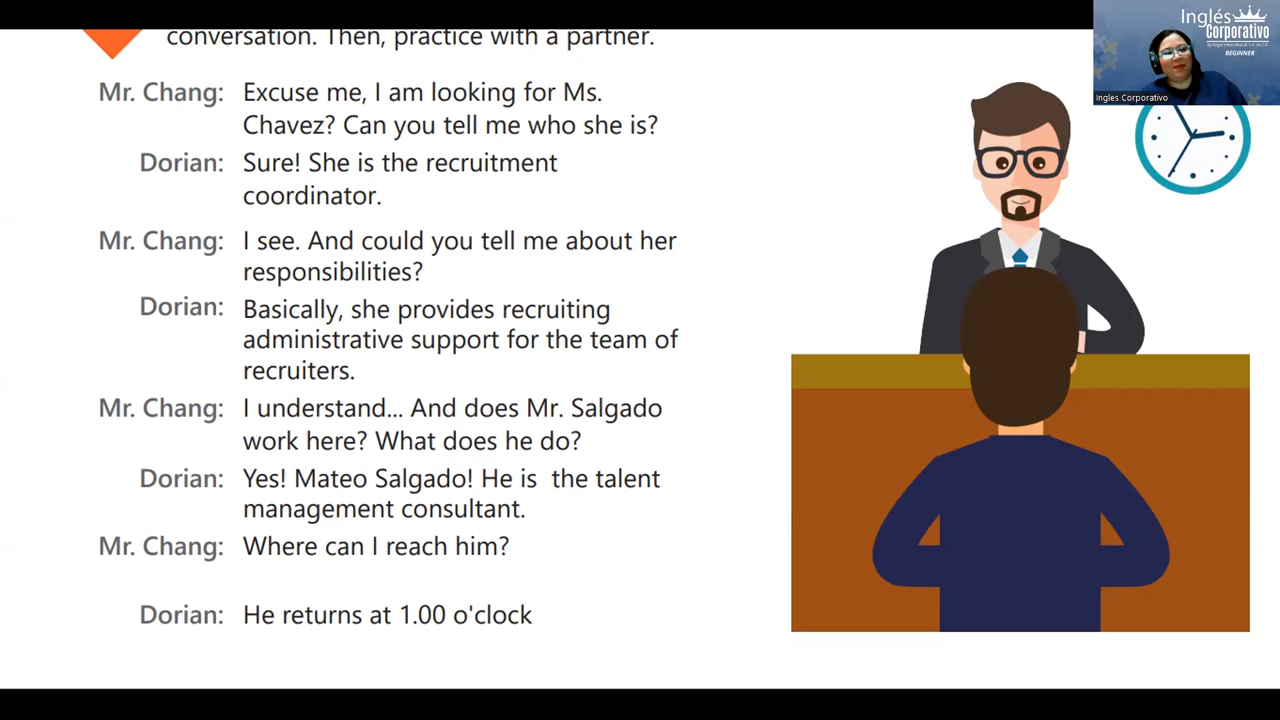 conversation. Then, practice with a partner.
Mr. Chang: Excuse me, I am looking for Ms.
Chavez? Can you tell me who she is?
Dorian: Sure! She is the recruitment
coordinator.
Mr. Chang: I see. And could you tell me about her
responsibilities?
Dorian: Basically, she provides recruiting
administrative support for the team of
recruiters.
Mr. Chang: I understand... And does Mr. Salgado
work here? What does he do?
Dorian: Yes! Mateo Salgado! He is the talent
management consultant.
Mr. Chang: Where can I reach him?
Dorian: He returns at 1.00 o'clock
Inglés
Corporativo
BEGINNER
Ingles Corporativo